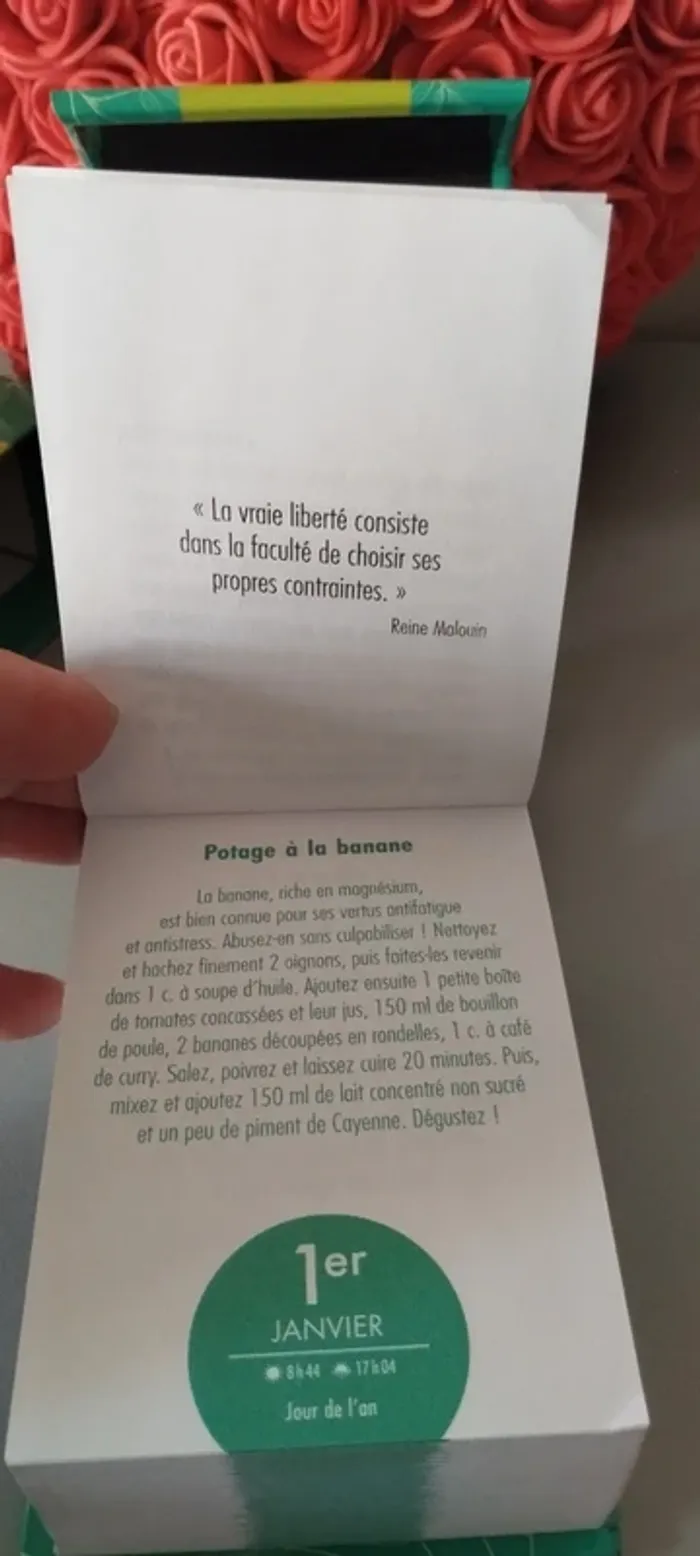 « La vraie liberté consiste
dans la faculté de choisir ses
propres contraintes. »
Reine Malouin
Potage à la banane
La banane, riche en magnésium,
est bien connue pour ses vertus antifatigue
et antistress. Abusez-en sans culpabiliser ! Nettoyez
et hachez finement 2 oignons, puis faites-les revenir
dans 1 c. à soupe d'huile. Ajoutez ensuite 1 petite boîte
de tomates concassées et leur jus, 150 ml de bouillon
de poule, 2 bananes découpées en rondelles, 1 c. à café
de curry. Salez, poivrez et laissez cuire 20 minutes. Puis,
mixez et ajoutez 150 ml de lait concentré non sucré
et un peu de piment de Cayenne. Dégustez !
1er
JANVIER
8h44 17h04
Jour de l'an